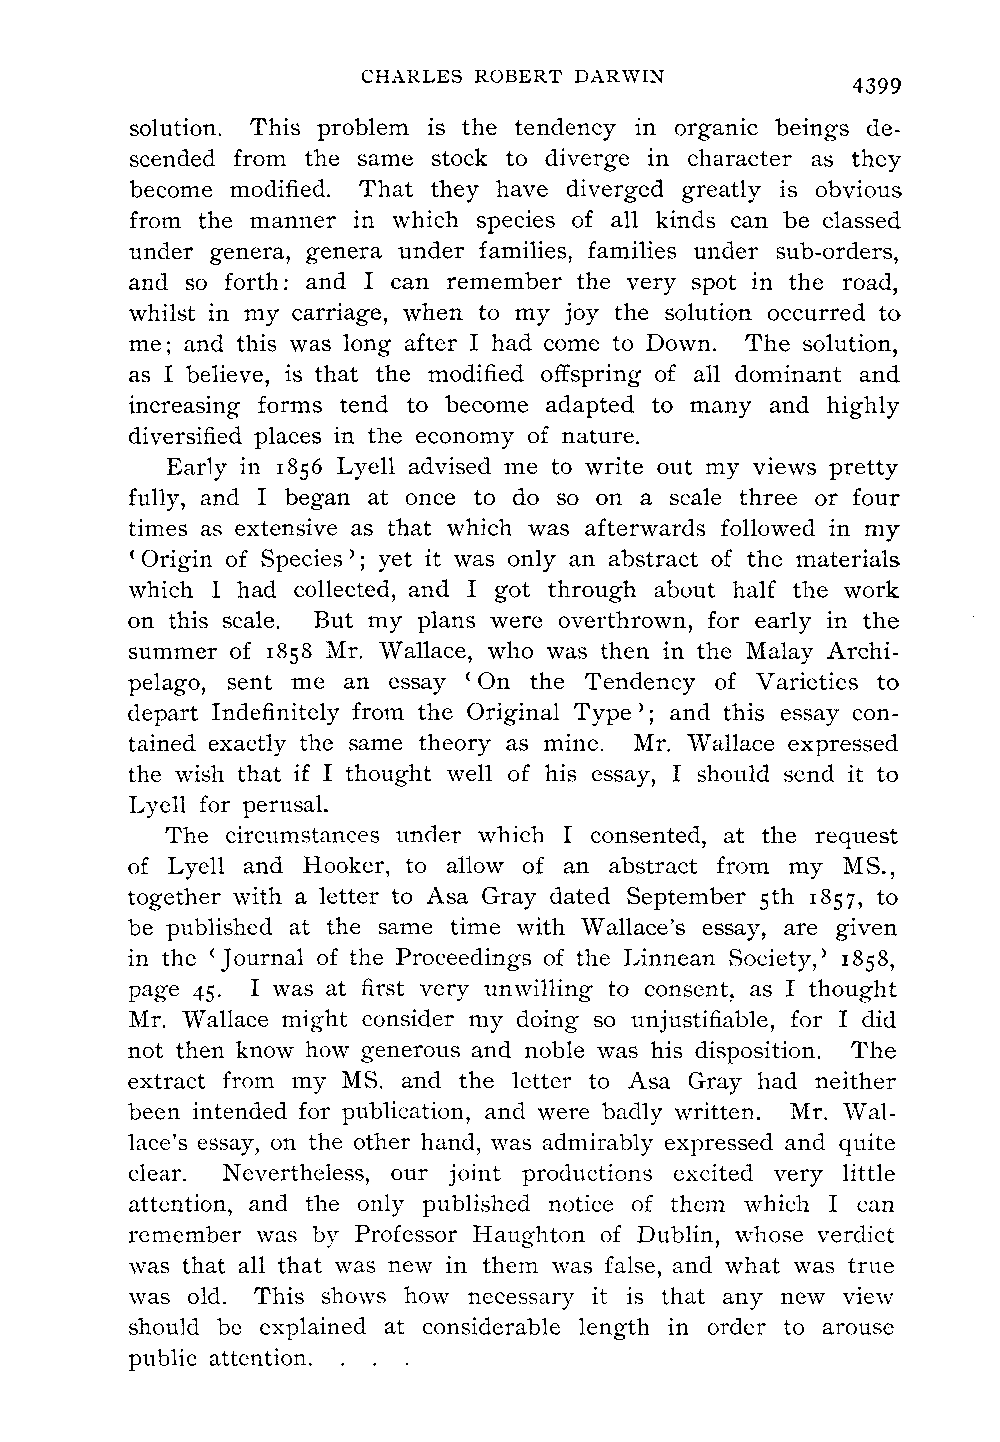 CHARLES ROBERT DARWIN
4399
solution. This problem is the tendency in organic beings de-
scended from the same stock to diverge in character as they
become modified. That they have diverged greatly is obvious
from the manner in which species of all kinds can be classed
under genera, genera under families, families under sub-orders,
and so forth: and I can remember the very spot in the road,
whilst in my carriage, when to my joy the solution occurred to
me; and this was long after I had come to Down. The solution,
as I believe, is that the modified offspring of all dominant and
increasing forms tend to become adapted to many and highly
diversified places in the economy of nature.
Early in 1856 Lyell advised me to write out my views pretty
fully, and I began at once to do so on a scale three or four
times as extensive as that which was afterwards followed in my
‘Origin of Species’; yet it was only an abstract of the materials
which I had collected, and I got through about half the work
on this scale. But my plans were overthrown, for early in the
summer of 1858 Mr. Wallace, who was then in the Malay Archi-
pelago, sent me an essay ‘On the Tendency of Varieties to
depart Indefinitely from the Original Type’; and this essay con-
tained exactly the same theory as mine. Mr. Wallace expressed
the wish that if I thought well of his essay, I should send it to
Lyell for perusal.
The circumstances under which I consented, at the request
of Lyell and Hooker, to allow of an abstract from my MS.,
together with a letter to Asa Gray dated September 5th 1857, to
be published at the same time with Wallace's essay, are given
in the ‘Journal of the Proceedings of the Linnean Society,’ 1858,
page 45. I was at first very unwilling to consent, as I thought
Mr. Wallace might consider my doing so unjustifiable, for I did
not then know how generous and noble was his disposition. The
extract from my MS. and the letter to Asa Gray had neither
been intended for publication, and were badly written. Mr. Wal-
lace's essay, on the other hand, was admirably expressed and quite
clear. Nevertheless, our joint productions excited very little
attention, and the only published notice of them which I can
remember was by Professor Haughton of Dublin, whose verdict
was that all that was new in them was false, and what was true
was old. This shows how necessary it is that any new view
should be explained at considerable length in order to arouse
public attention. . . .